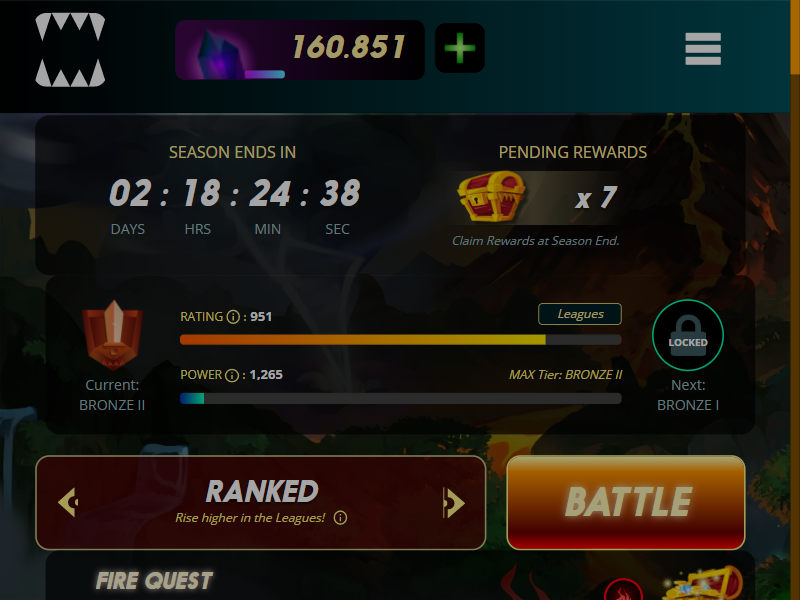 160.851
SEASON ENDS IN
PENDING REWARDS
02 : 18 : 24 : 38
x 7
DAYS HRS MIN SEC
Claim Rewards at Season End.
RATING ⓘ : 951
Leagues
LOCKED
POWER ⓘ : 1,265
MAX Tier: BRONZE II
Current:
BRONZE II
Next:
BRONZE I
RANKED
Rise higher in the Leagues! ⓘ
BATTLE
FIRE QUEST